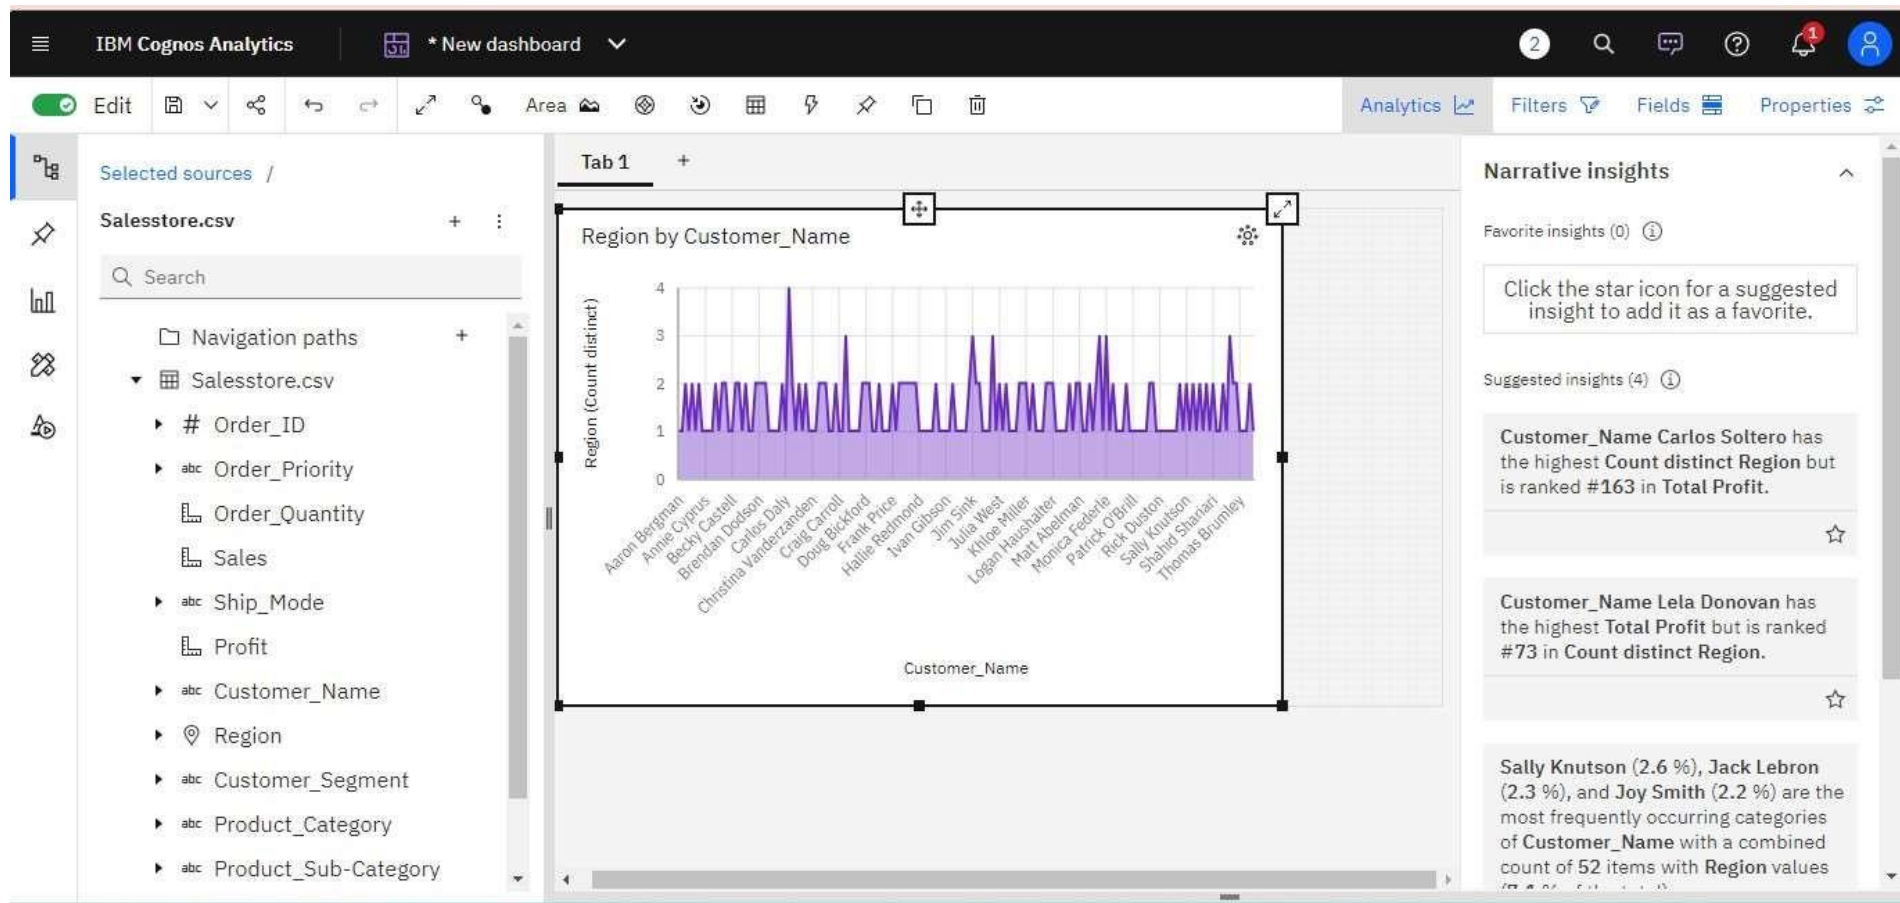 IBM Cognos Analytics
* New dashboard
2
1
Edit
Area
Analytics
Filters
Fields
Properties
Selected sources /
Salesstore.csv
Search
Navigation paths
Salesstore.csv
# Order_ID
abc Order_Priority
Order_Quantity
Sales
abc Ship_Mode
Profit
abc Customer_Name
Region
abc Customer_Segment
abc Product_Category
abc Product_Sub-Category
Tab 1
Region by Customer_Name
Region (Count distinct)
4
3
2
1
0
Aaron Bergman
Annie Cyprus
Becky Castell
Brendan Dodson
Carlos Daly
Christina Vanderzanden
Craig Carroll
Doug Bickford
Frank Price
Hallie Redmond
Ivan Gibson
Jim Sink
Julia West
Khloe Miller
Logan Haushalter
Matt Abelman
Monica Federle
Patrick O'Brill
Rick Duston
Sally Knutson
Shahid Shariari
Thomas Brumley
Customer_Name
Narrative insights
Favorite insights (0)
Click the star icon for a suggested
insight to add it as a favorite.
Suggested insights (4)
Customer_Name Carlos Soltero has
the highest Count distinct Region but
is ranked #163 in Total Profit.
Customer_Name Lela Donovan has
the highest Total Profit but is ranked
#73 in Count distinct Region.
Sally Knutson (2.6 %), Jack Lebron
(2.3 %), and Joy Smith (2.2 %) are the
most frequently occurring categories
of Customer_Name with a combined
count of 52 items with Region values